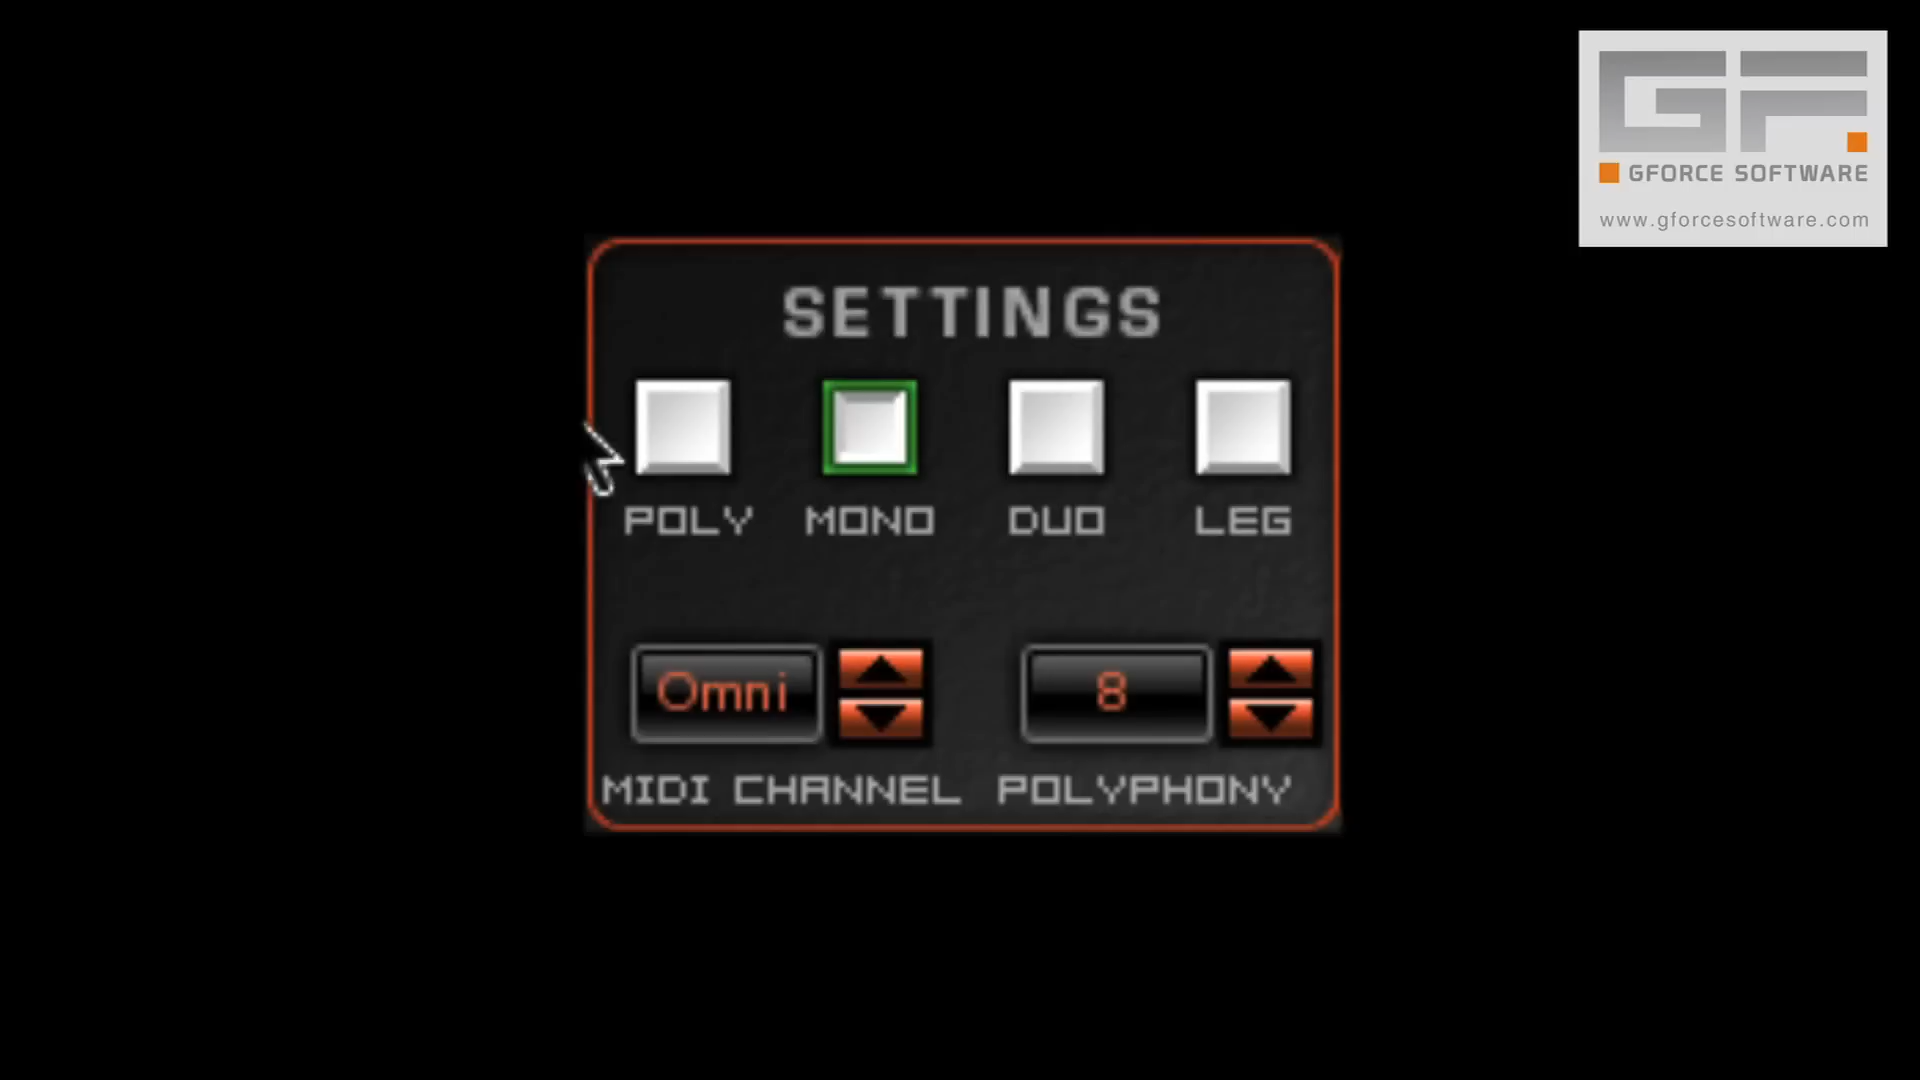 GF
GFORCE SOFTWARE
www.gforcesoftware.com
SETTINGS
POLY MONO DUO LEG
Omni 8
MIDI CHANNEL POLYPHONY